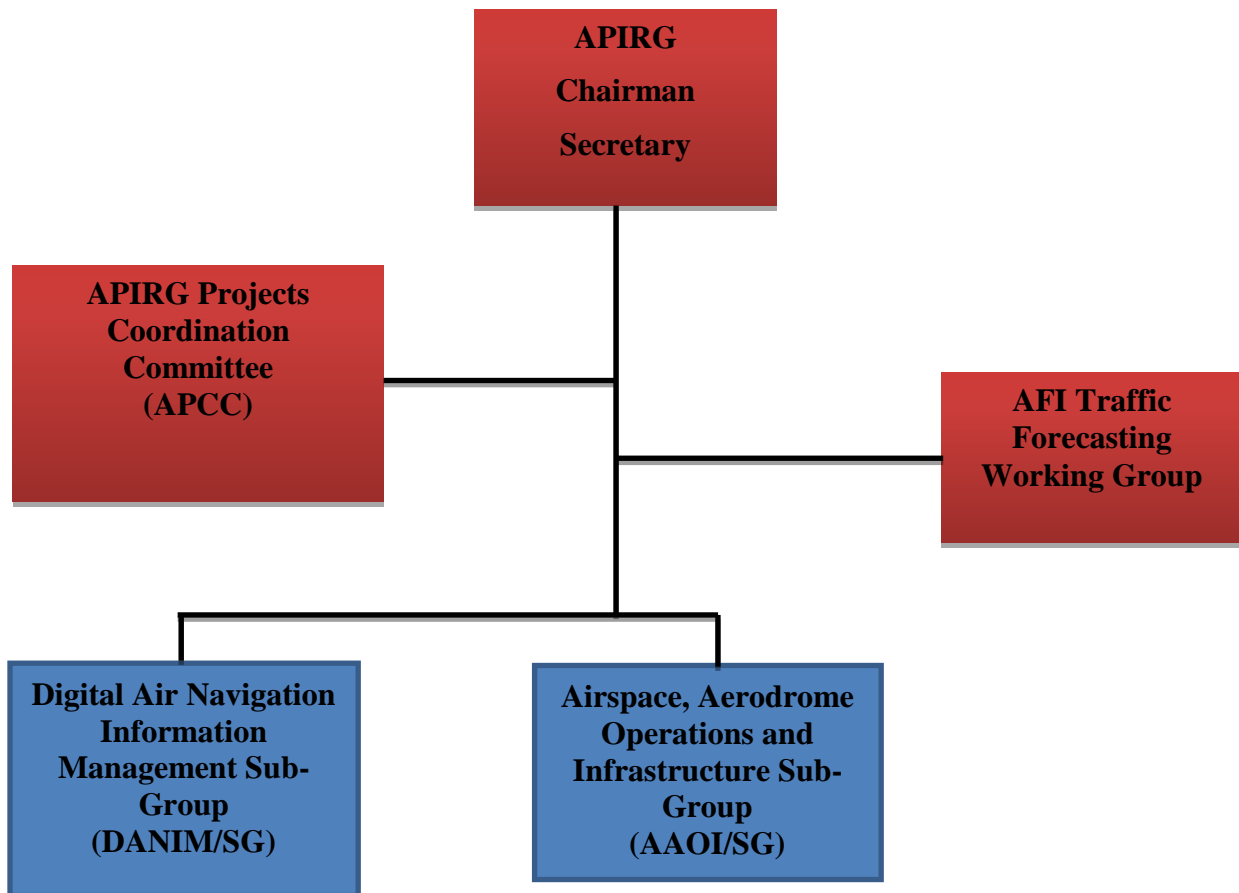 APIRG
Chairman
Secretary
APIRG Projects
Coordination
Committee
(APCC)
AFI Traffic
Forecasting
Working Group
Digital Air Navigation
Information
Management Sub-
Group
(DANIM/SG)
Airspace, Aerodrome
Operations and
Infrastructure Sub-
Group
(AAOI/SG)